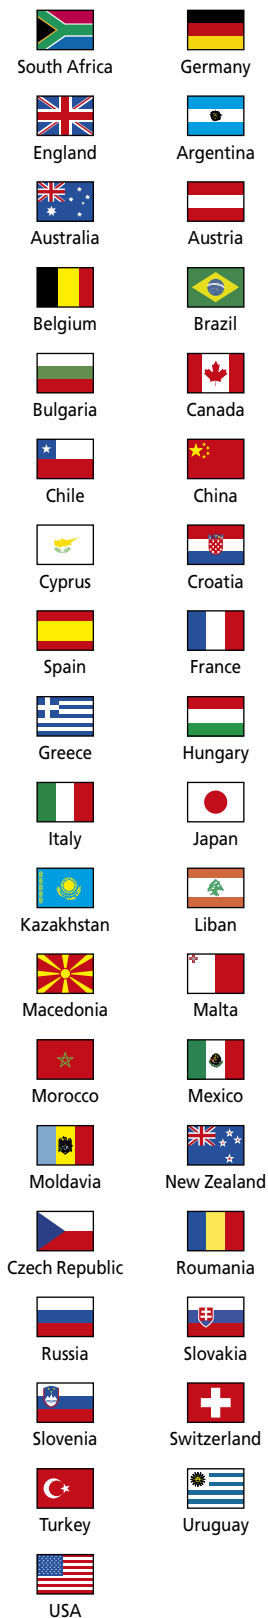 South Africa
Germany
England
Argentina
Australia
Austria
Belgium
Brazil
Bulgaria
Canada
Chile
China
Cyprus
Croatia
Spain
France
Greece
Hungary
Italy
Japan
Kazakhstan
Liban
Macedonia
Malta
Morocco
Mexico
Moldavia
New Zealand
Czech Republic
Roumania
Russia
Slovakia
Slovenia
Switzerland
Turkey
Uruguay
USA